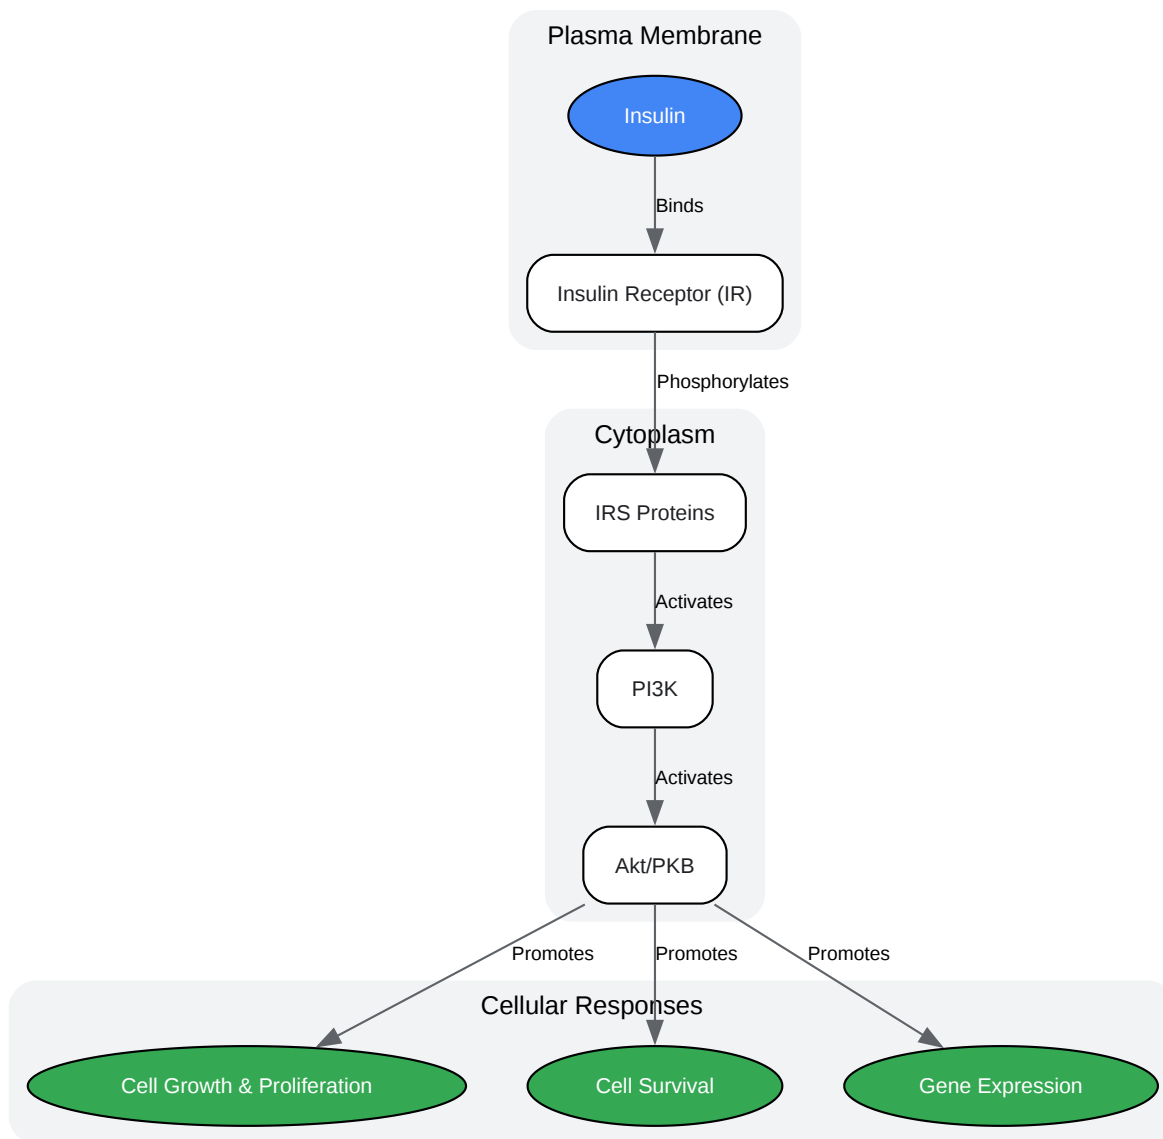 Plasma Membrane
Insulin
Binds
Insulin Receptor (IR)
Phosphorylates
Cytoplasm
IRS Proteins
Activates
PI3K
Activates
Akt/PKB
Promotes
Promotes
Promotes
Cellular Responses
Cell Growth & Proliferation
Cell Survival
Gene Expression